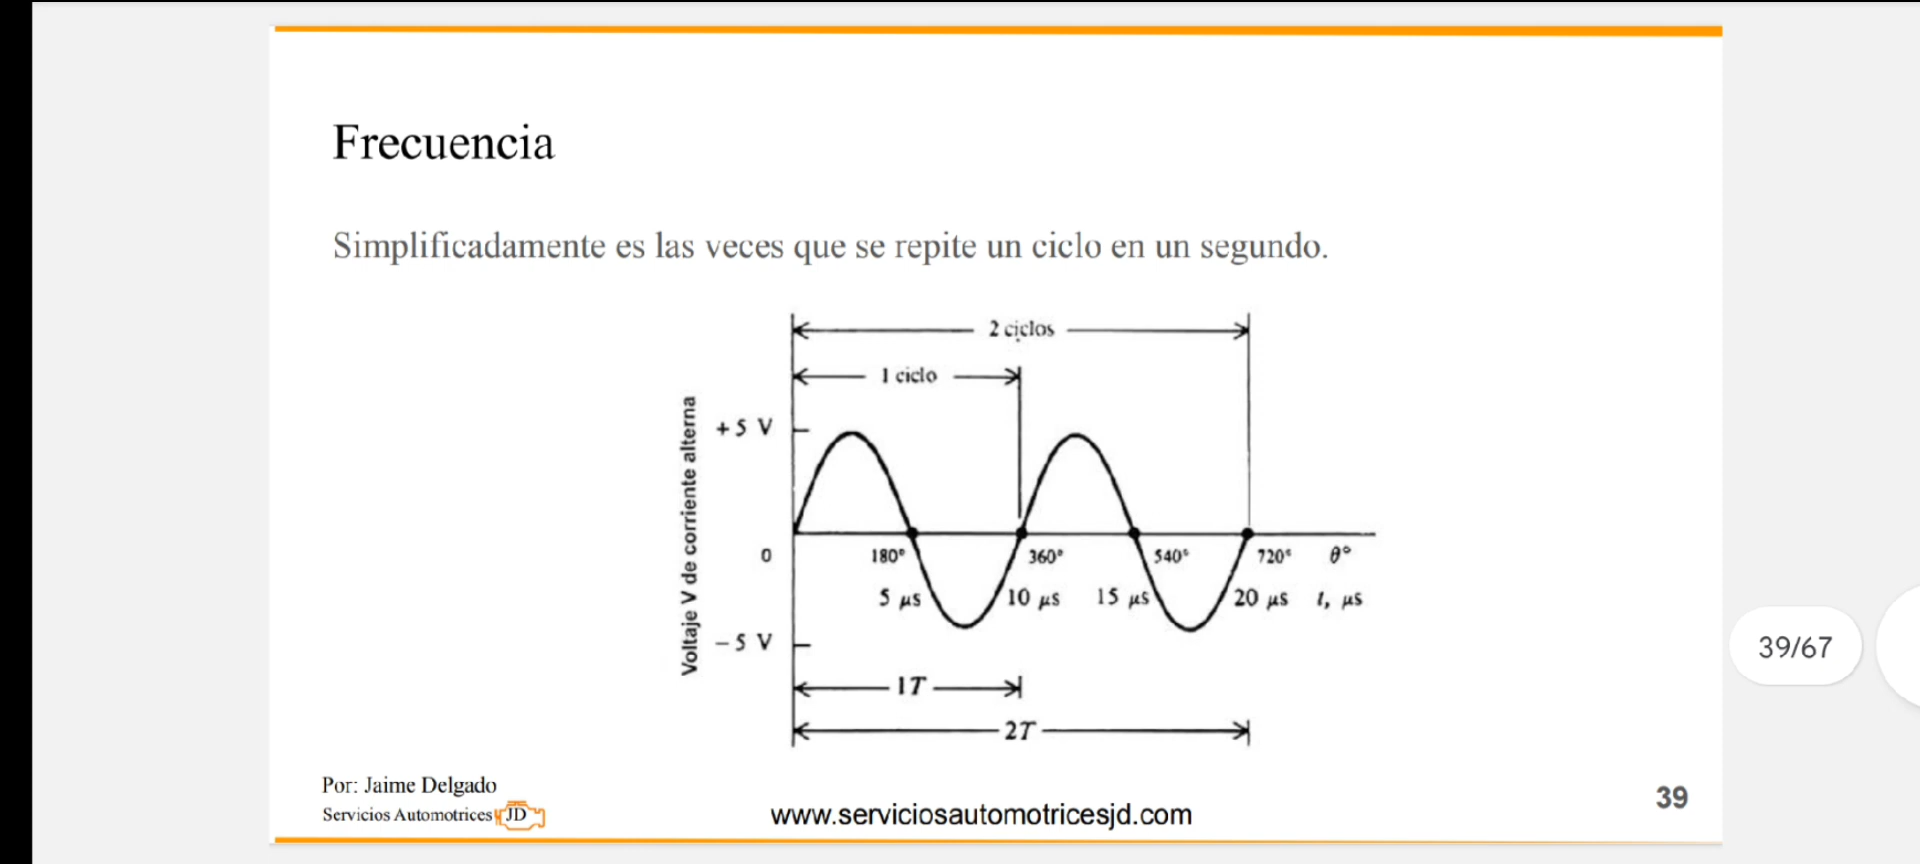 Frecuencia
Simplificadamente es las veces que se repite un ciclo en un segundo.
2 ciclos
1 ciclo
Voltaje V de corriente alterna
+5 V
0
180° 360° 540° 720° θ°
5 μs 10 μs 15 μs 20 μs t, μs
−5 V
1T
2T
39/67
Por: Jaime Delgado
Servicios Automotrices JD
www.serviciosautomotricesjd.com
39